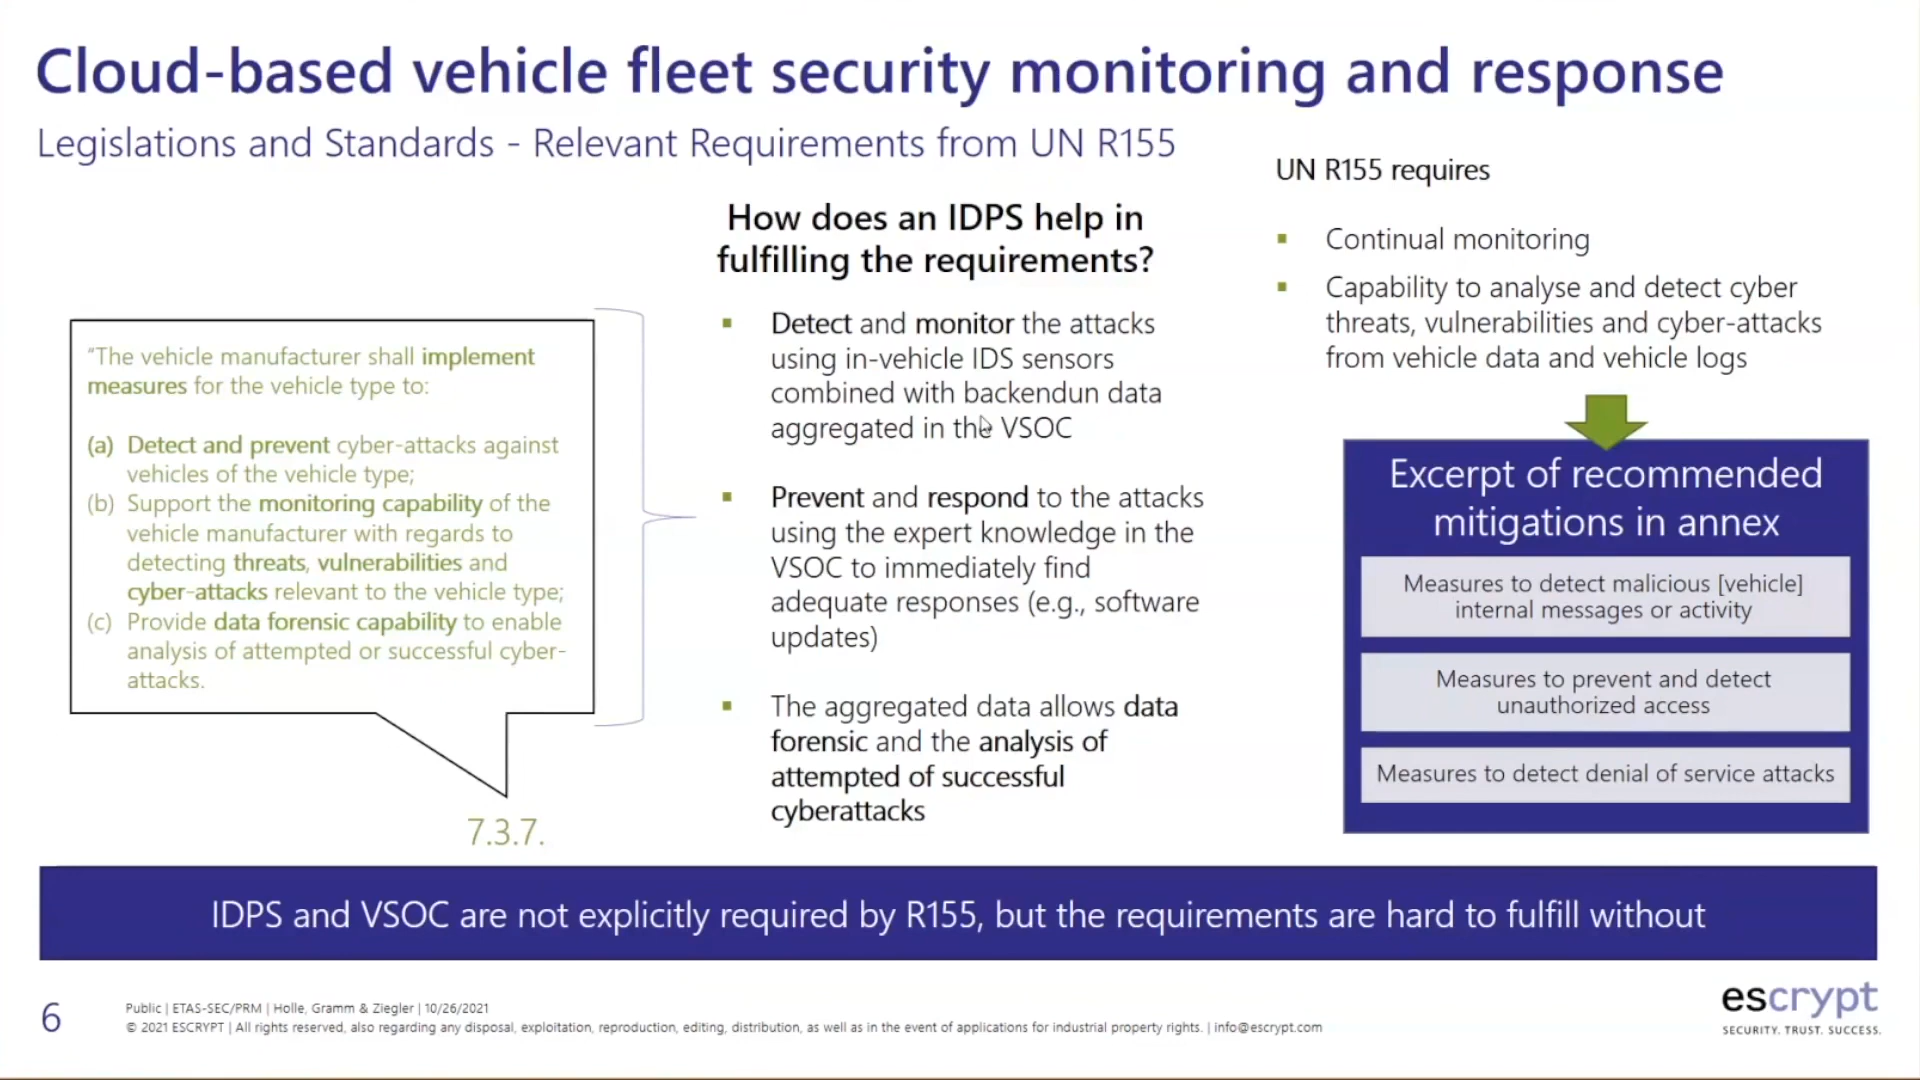 Cloud-based vehicle fleet security monitoring and response
Legislations and Standards - Relevant Requirements from UN R155
“The vehicle manufacturer shall implement
measures for the vehicle type to:
(a) Detect and prevent cyber-attacks against
vehicles of the vehicle type;
(b) Support the monitoring capability of the
vehicle manufacturer with regards to
detecting threats, vulnerabilities and
cyber-attacks relevant to the vehicle type;
(c) Provide data forensic capability to enable
analysis of attempted or successful cyber-
attacks.
7.3.7.
How does an IDPS help in
fulfilling the requirements?
▪ Detect and monitor the attacks
using in-vehicle IDS sensors
combined with backendun data
aggregated in the VSOC
▪ Prevent and respond to the attacks
using the expert knowledge in the
VSOC to immediately find
adequate responses (e.g., software
updates)
▪ The aggregated data allows data
forensic and the analysis of
attempted of successful
cyberattacks
UN R155 requires
▪ Continual monitoring
▪ Capability to analyse and detect cyber
threats, vulnerabilities and cyber-attacks
from vehicle data and vehicle logs
Excerpt of recommended
mitigations in annex
Measures to detect malicious [vehicle]
internal messages or activity
Measures to prevent and detect
unauthorized access
Measures to detect denial of service attacks
IDPS and VSOC are not explicitly required by R155, but the requirements are hard to fulfill without
6
Public | ETAS-SEC/PRM | Holle, Gramm & Ziegler | 10/26/2021
© 2021 ESCRYPT | All rights reserved, also regarding any disposal, exploitation, reproduction, editing, distribution, as well as in the event of applications for industrial property rights. | info@escrypt.com
escrypt
SECURITY. TRUST. SUCCESS.